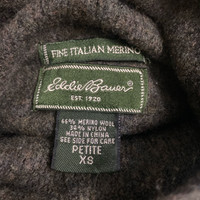 FINE ITALIAN MERINO
Eddie Bauer®
EST. 1920
66% MERINO WOOL
34% NYLON
MADE IN CHINA
SEE SIDE FOR CARE
PETITE
XS